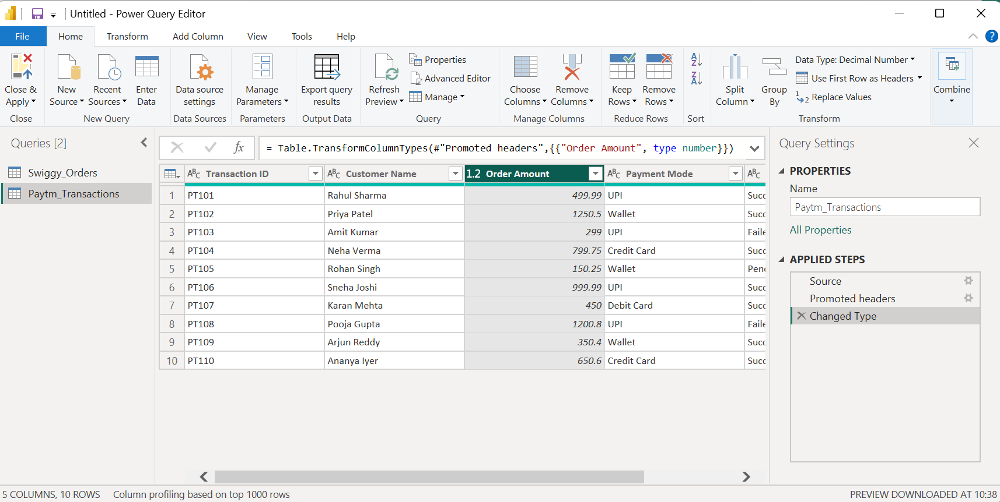 Untitled - Power Query Editor
File Home Transform Add Column View Tools Help
Close & Apply
New Source
Recent Sources
Enter Data
Data source settings
Manage Parameters
Export query results
Refresh Preview
Properties
Advanced Editor
Manage
Choose Columns
Remove Columns
Keep Rows
Remove Rows
Split Column
Group By
Data Type: Decimal Number
Use First Row as Headers
Replace Values
Combine
Close New Query Data Sources Parameters Output Data Query Manage Columns Reduce Rows Sort Transform
Queries [2]
Swiggy_Orders
Paytm_Transactions
fx = Table.TransformColumnTypes(#"Promoted headers",{{"Order Amount", type number}})
ABC Transaction ID ABC Customer Name 1.2 Order Amount ABC Payment Mode ABC
1 PT101 Rahul Sharma 499.99 UPI Succ
2 PT102 Priya Patel 1250.5 Wallet Succ
3 PT103 Amit Kumar 299 UPI Faile
4 PT104 Neha Verma 799.75 Credit Card Succ
5 PT105 Rohan Singh 150.25 Wallet Pen
6 PT106 Sneha Joshi 999.99 UPI Succ
7 PT107 Karan Mehta 450 Debit Card Succ
8 PT108 Pooja Gupta 1200.8 UPI Faile
9 PT109 Arjun Reddy 350.4 Wallet Succ
10 PT110 Ananya Iyer 650.6 Credit Card Succ
Query Settings
PROPERTIES
Name
Paytm_Transactions
All Properties
APPLIED STEPS
Source
Promoted headers
Changed Type
5 COLUMNS, 10 ROWS Column profiling based on top 1000 rows PREVIEW DOWNLOADED AT 10:38